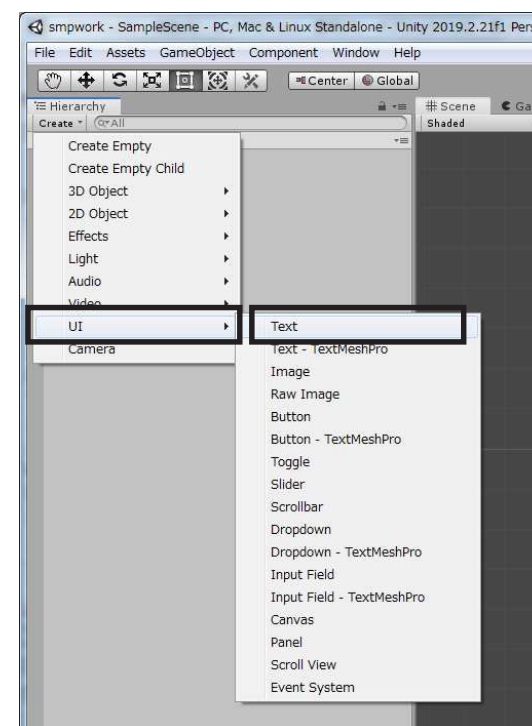 smpwork - SampleScene - PC, Mac & Linux Standalone - Unity 2019.2.21f1 Pers
File Edit Assets GameObject Component Window Help
Center Global
Hierarchy
# Scene
Ga
Create
All
Shaded
Create Empty
Create Empty Child
3D Object
2D Object
Effects
Light
Audio
Video
UI
Camera
Text
Text - TextMeshPro
Image
Raw Image
Button
Button - TextMeshPro
Toggle
Slider
Scrollbar
Dropdown
Dropdown - TextMeshPro
Input Field
Input Field - TextMeshPro
Canvas
Panel
Scroll View
Event System